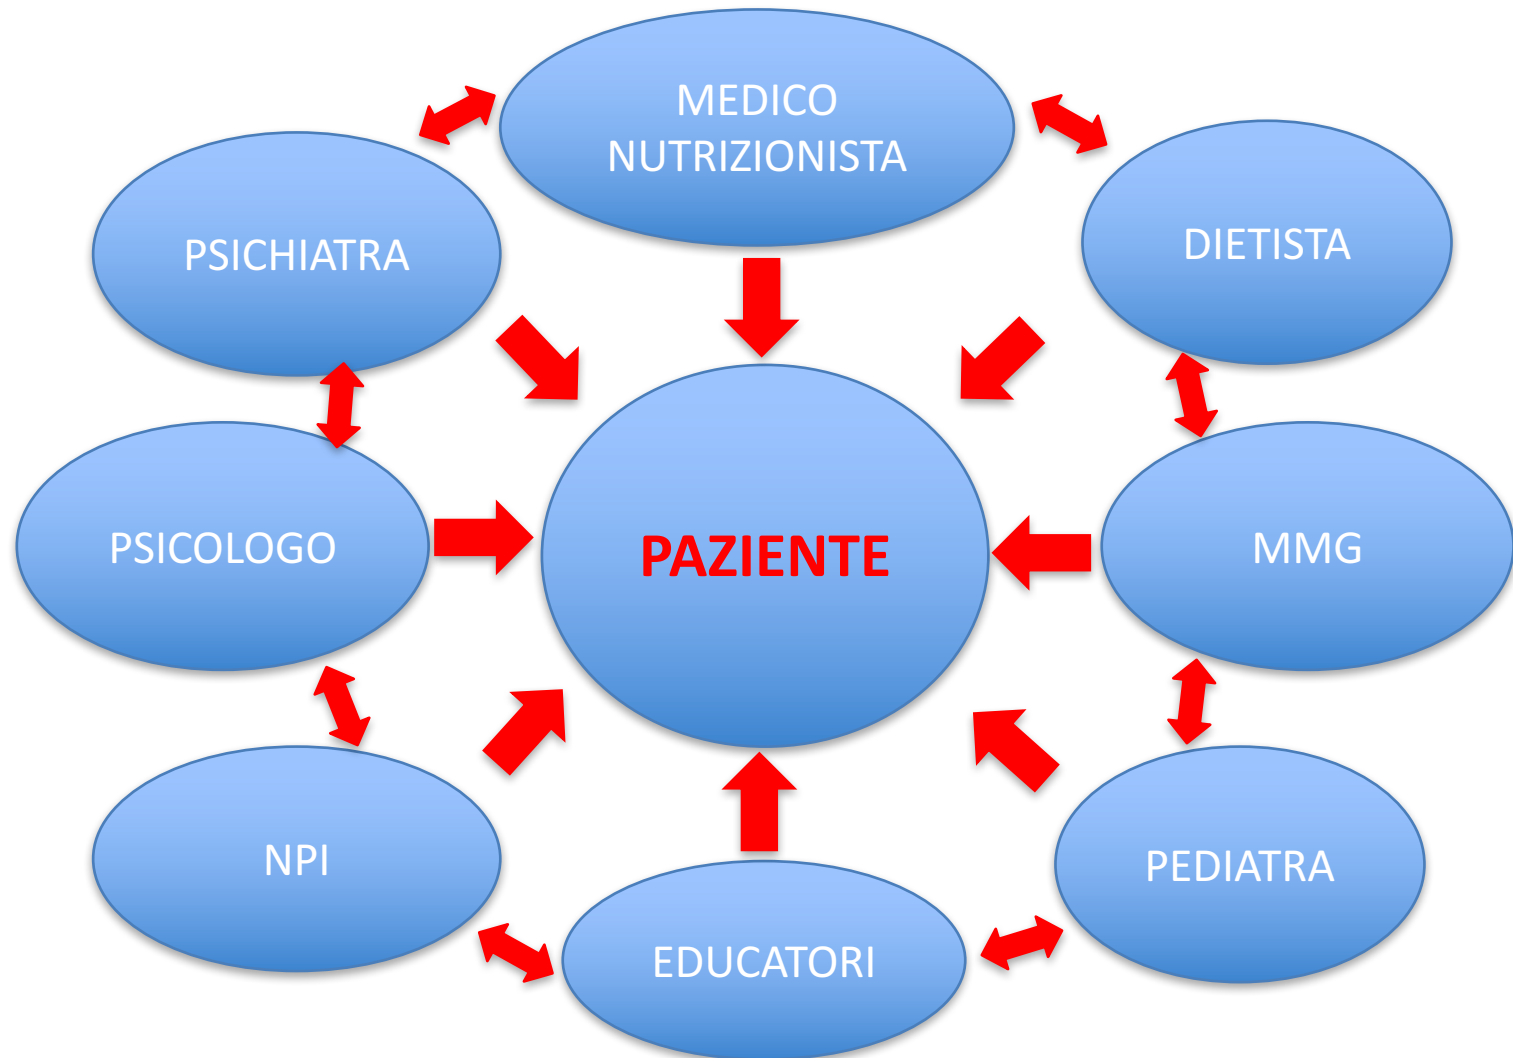 MEDICO
NUTRIZIONISTA
PSICHIATRA
DIETISTA
PSICOLOGO
PAZIENTE
MMG
NPI
PEDIATRA
EDUCATORI